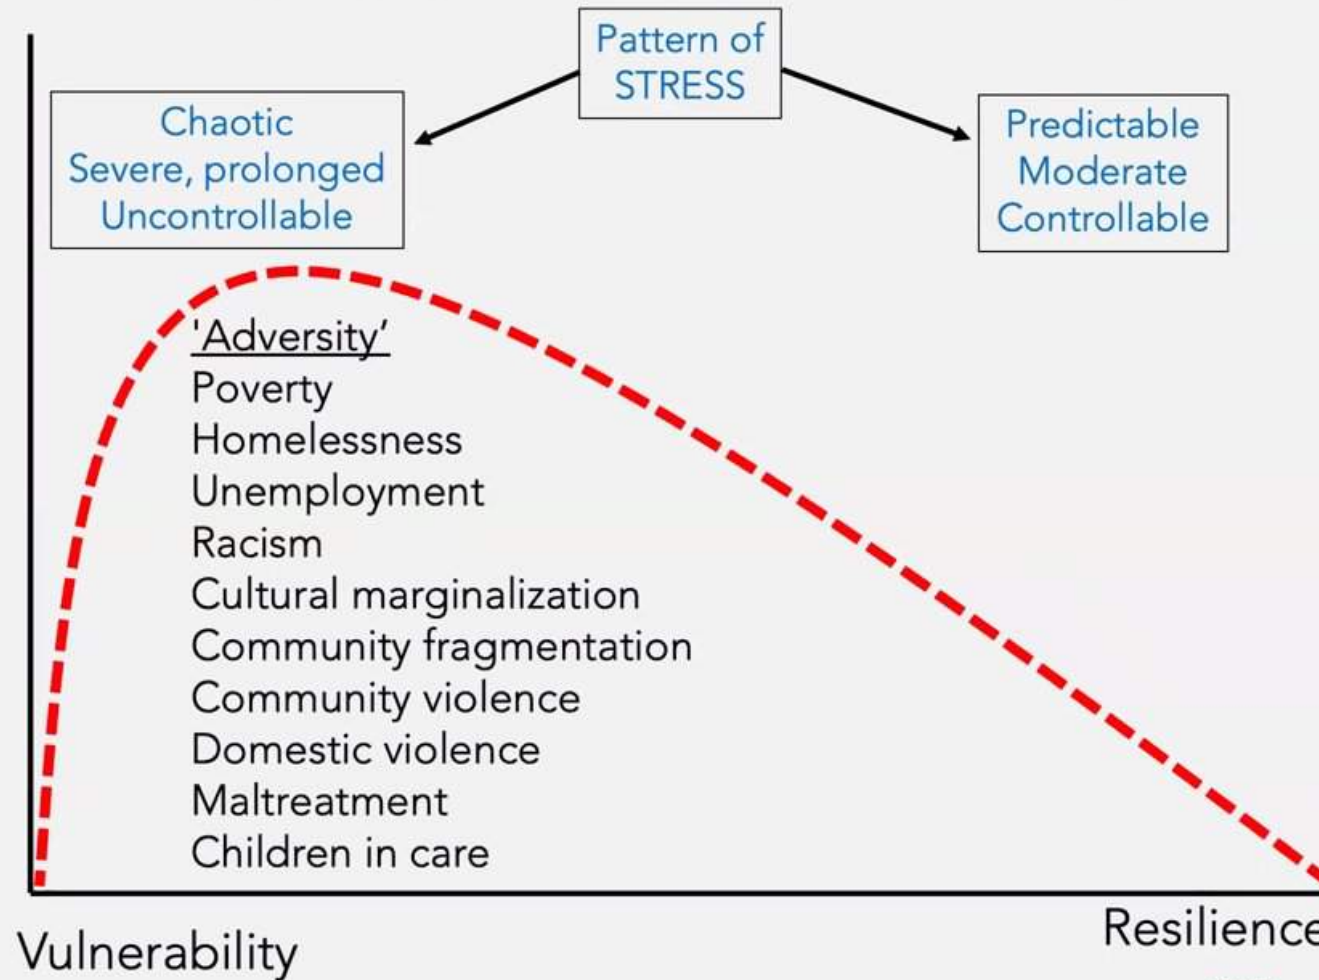 Pattern of
STRESS
Chaotic
Severe, prolonged
Uncontrollable
Predictable
Moderate
Controllable
'Adversity’
Poverty
Homelessness
Unemployment
Racism
Cultural marginalization
Community fragmentation
Community violence
Domestic violence
Maltreatment
Children in care
Vulnerability
Resilience